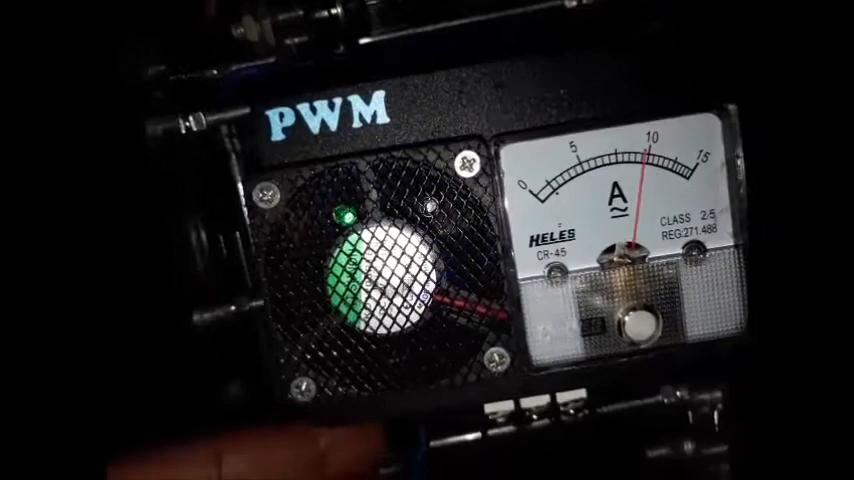 PWM
0 5 10 15
A
HELES
CR-45
CLASS 2.5
REG:271.488